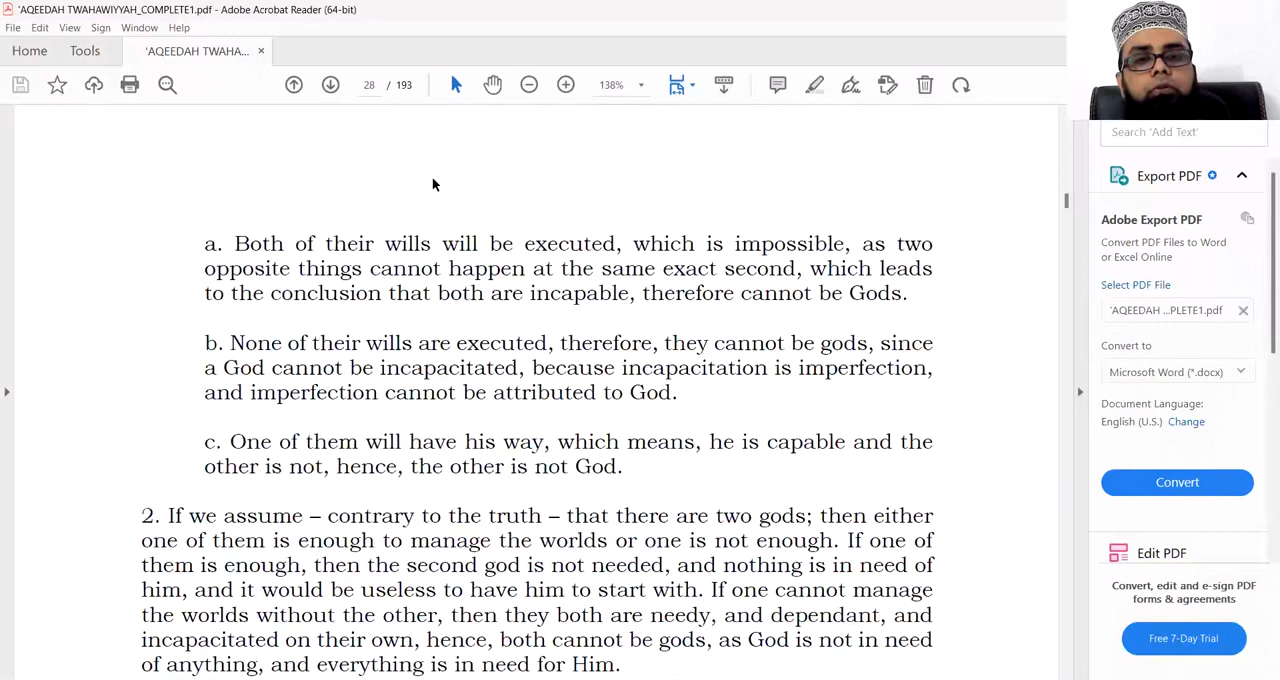 'AQEEDAH TWAHAWIYYAH_COMPLETE1.pdf - Adobe Acrobat Reader (64-bit)
File Edit View Sign Window Help
Home Tools 'AQEEDAH TWAHA... ×
28 / 193 138%
Search 'Add Text'
a. Both of their wills will be executed, which is impossible, as two
opposite things cannot happen at the same exact second, which leads
to the conclusion that both are incapable, therefore cannot be Gods.
b. None of their wills are executed, therefore, they cannot be gods, since
a God cannot be incapacitated, because incapacitation is imperfection,
and imperfection cannot be attributed to God.
c. One of them will have his way, which means, he is capable and the
other is not, hence, the other is not God.
2. If we assume – contrary to the truth – that there are two gods; then either
one of them is enough to manage the worlds or one is not enough. If one of
them is enough, then the second god is not needed, and nothing is in need of
him, and it would be useless to have him to start with. If one cannot manage
the worlds without the other, then they both are needy, and dependant, and
incapacitated on their own, hence, both cannot be gods, as God is not in need
of anything, and everything is in need for Him.
Export PDF
Adobe Export PDF
Convert PDF Files to Word
or Excel Online
Select PDF File
'AQEEDAH ...PLETE1.pdf
Convert to
Microsoft Word (*.docx)
Document Language:
English (U.S.) Change
Convert
Edit PDF
Convert, edit and e-sign PDF
forms & agreements
Free 7-Day Trial